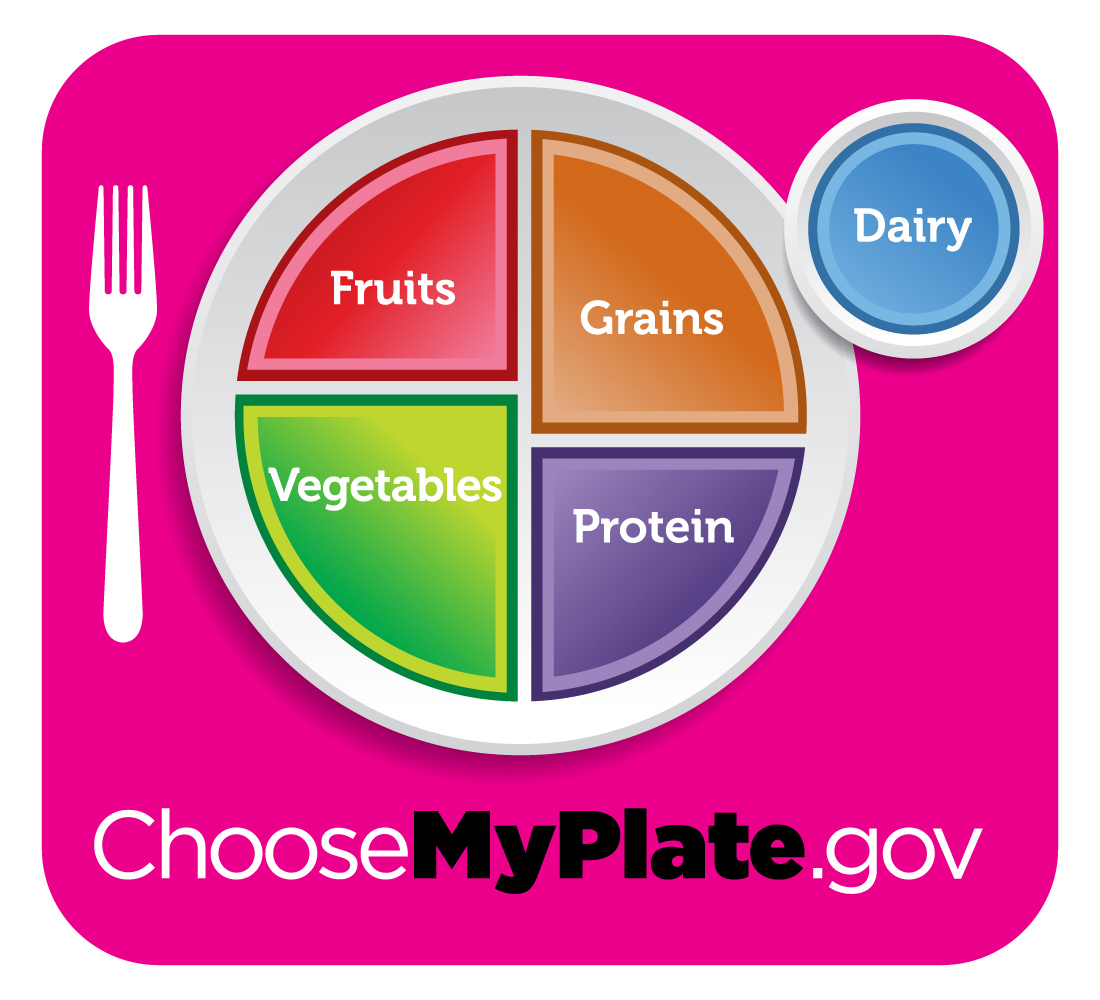 Fruits
Grains
Dairy
Vegetables
Protein
ChooseMyPlate.gov